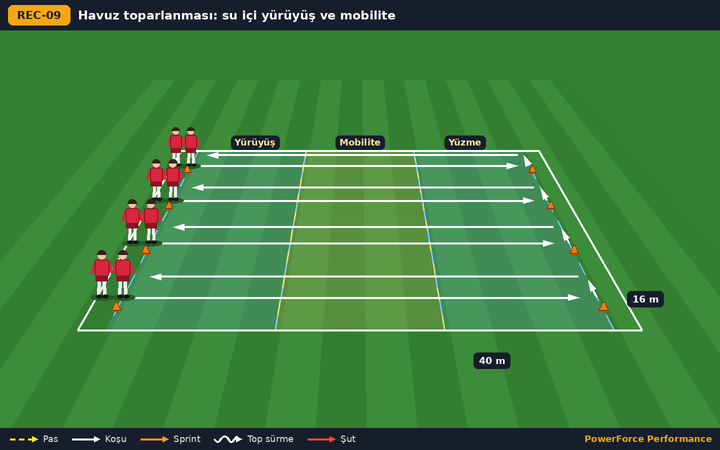 REC-09
Havuz toparlanması: su içi yürüyüş ve mobilite
Yürüyüş
Mobilite
Yüzme
16 m
40 m
Pas
Koşu
Sprint
Top sürme
Şut
PowerForce Performance